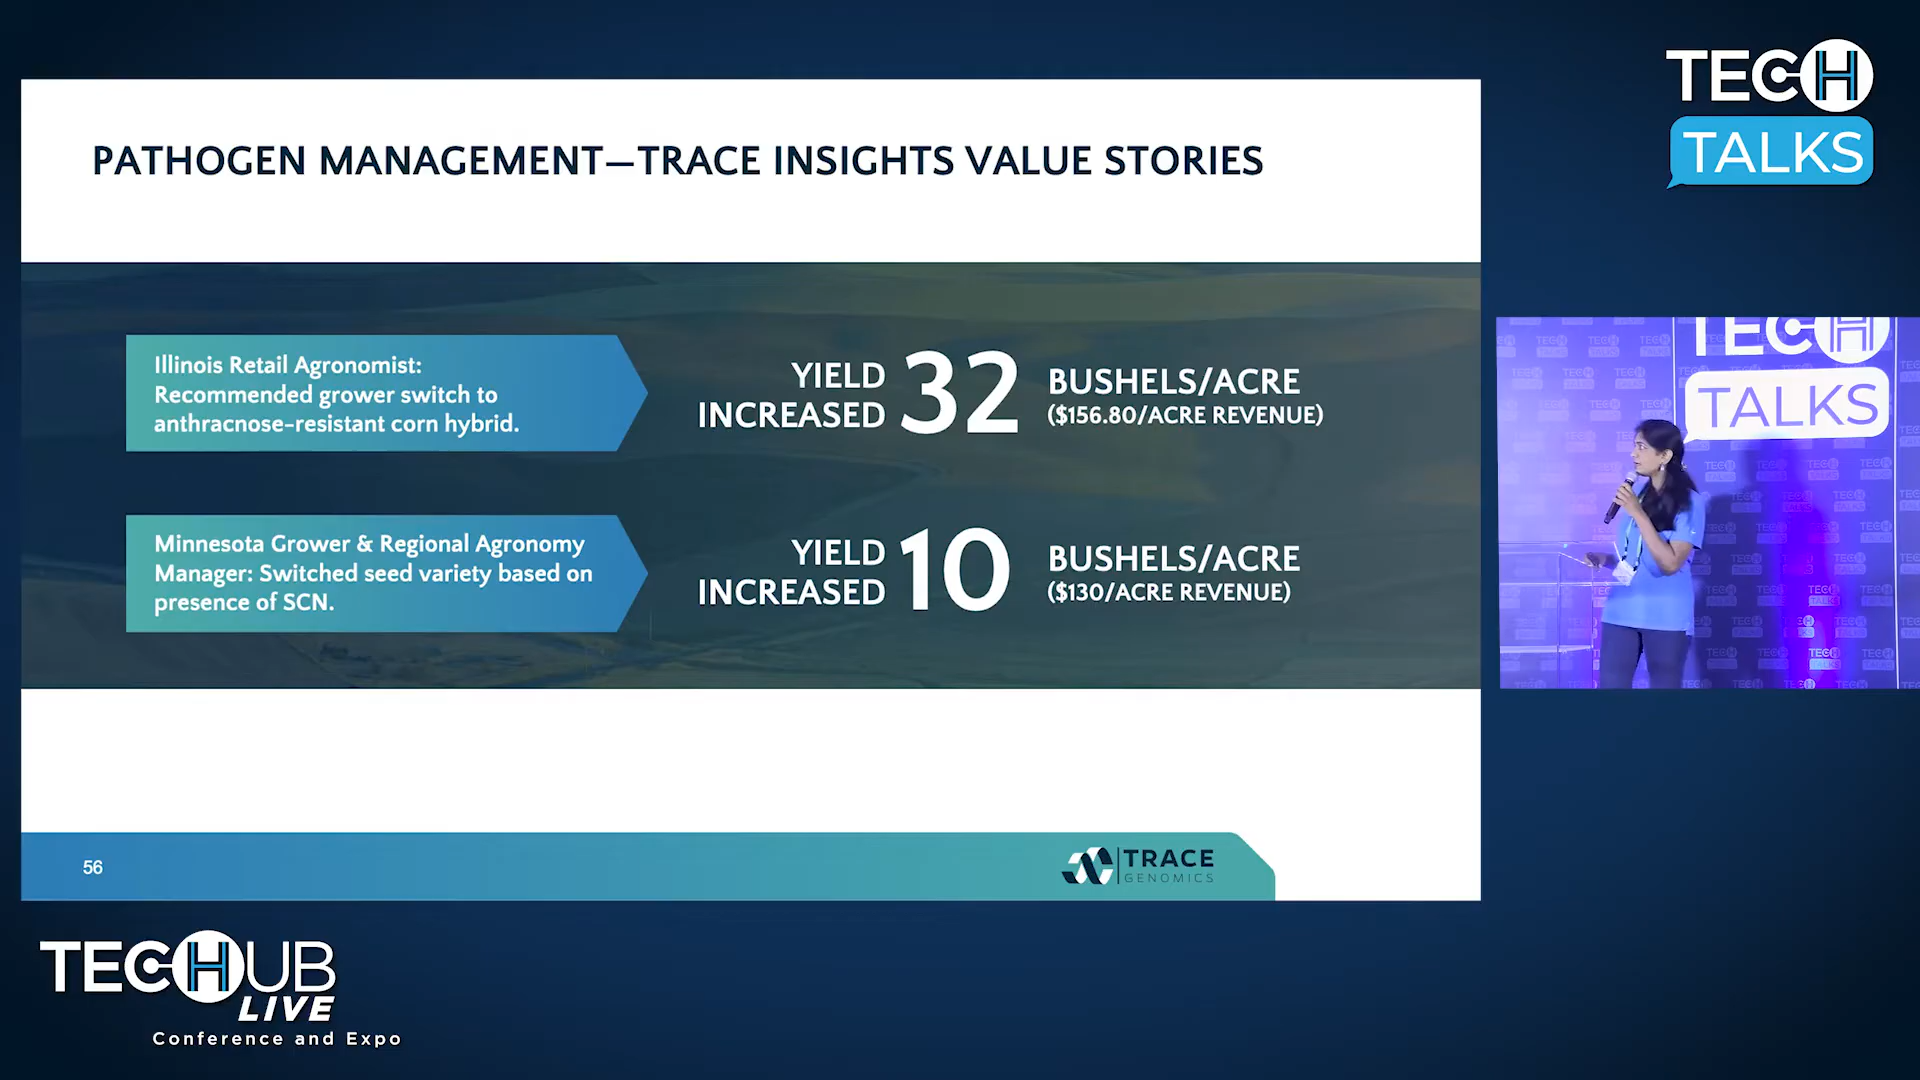 TECH
TALKS
PATHOGEN MANAGEMENT—TRACE INSIGHTS VALUE STORIES
Illinois Retail Agronomist:
Recommended grower switch to
anthracnose-resistant corn hybrid.
YIELD
INCREASED
32
BUSHELS/ACRE
($156.80/ACRE REVENUE)
Minnesota Grower & Regional Agronomy
Manager: Switched seed variety based on
presence of SCN.
YIELD
INCREASED
10
BUSHELS/ACRE
($130/ACRE REVENUE)
TECH
TALKS
56
TRACE
GENOMICS
TECHUB
LIVE
Conference and Expo